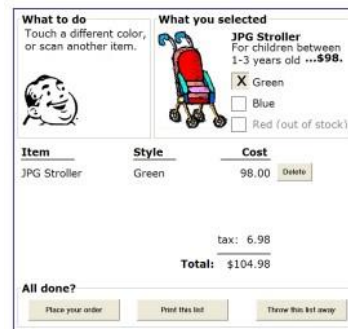 What to do
Touch a different color,
or scan another item.
What you selected
JPG Stroller
For children between
1-3 years old ...$98.
X Green
Blue
Red (out of stock)
Item Style Cost
JPG Stroller Green 98.00 Delete
tax: 6.98
Total: $104.98
All done?
Place your order Print this list Throw this list away